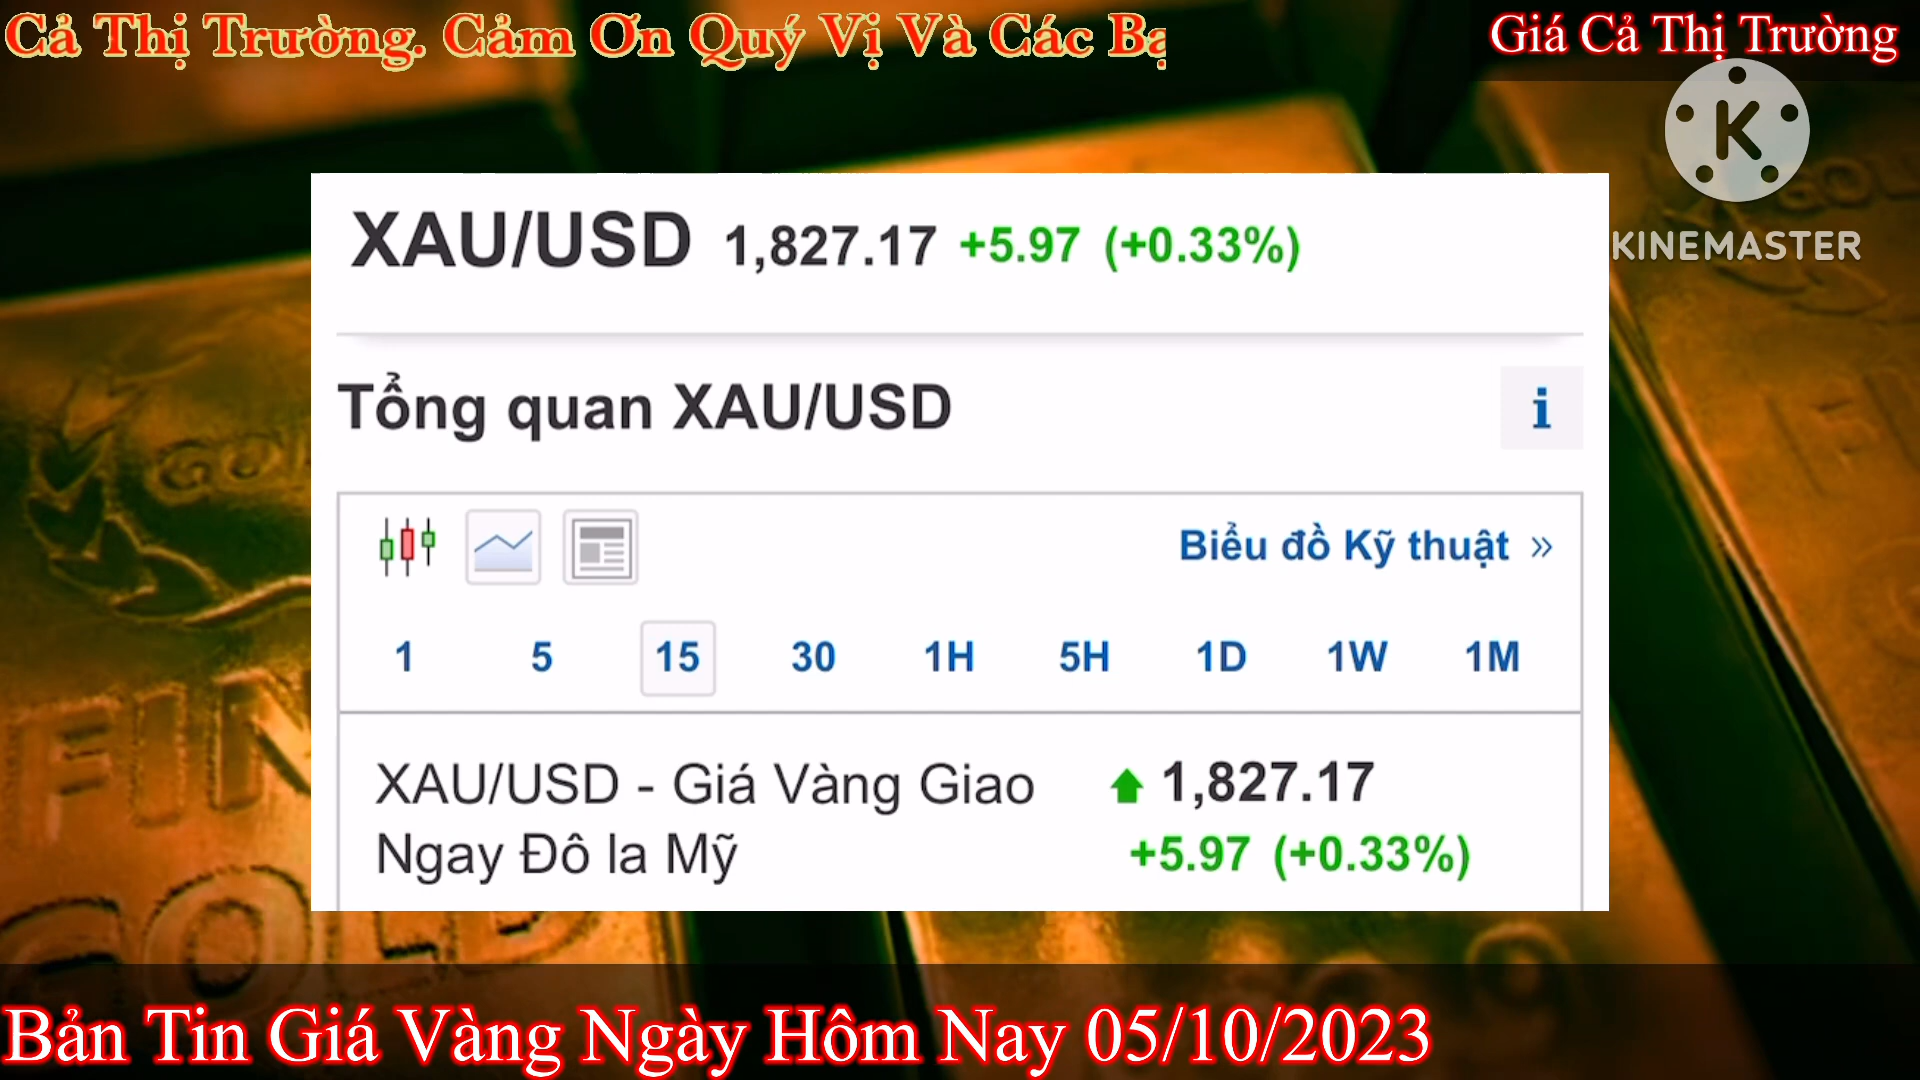 Cả Thị Trường. Cảm Ơn Quý Vị Và Các
Giá Cả Thị Trường
K
KINEMASTER
XAU/USD 1,827.17 +5.97 (+0.33%)
Tổng quan XAU/USD
i
Biểu đồ Kỹ thuật »
1 5 15 30 1H 5H 1D 1W 1M
XAU/USD - Giá Vàng Giao 1,827.17
Ngay Đô la Mỹ +5.97 (+0.33%)
FIN
GOLD
Bản Tin Giá Vàng Ngày Hôm Nay 05/10/2023